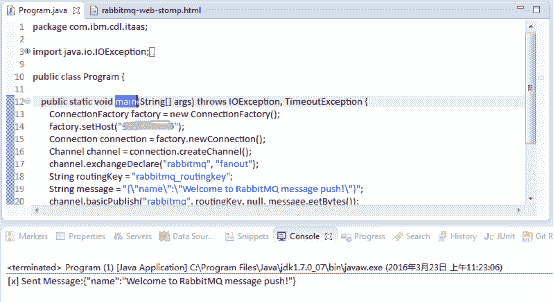 Program.java
rabbitmq-web-stomp.html
1 package com.ibm.cdl.itaas;
2
3 import java.io.IOException;
9
10 public class Program {
11
12 public static void main(String[] args) throws IOException, TimeoutException {
13 ConnectionFactory factory = new ConnectionFactory();
14 factory.setHost("");
15 Connection connection = factory.newConnection();
16 Channel channel = connection.createChannel();
17 channel.exchangeDeclare("rabbitmq", "fanout");
18 String routingKey = "rabbitmq_routingkey";
19 String message = "{\"name\":\"Welcome to RabbitMQ message push!\"}";
20 channel.basicPublish("rabbitmq", routingKey, null, message.getBytes());
Markers Properties Servers Data Sour... Snippets Console Progress Search History JUnit Git R
<terminated> Program (1) [Java Application] C:\Program Files\Java\jdk1.7.0_07\bin\javaw.exe (2016年3月23日 上午11:23:06)
[x] Sent Message:{"name":"Welcome to RabbitMQ message push!"}